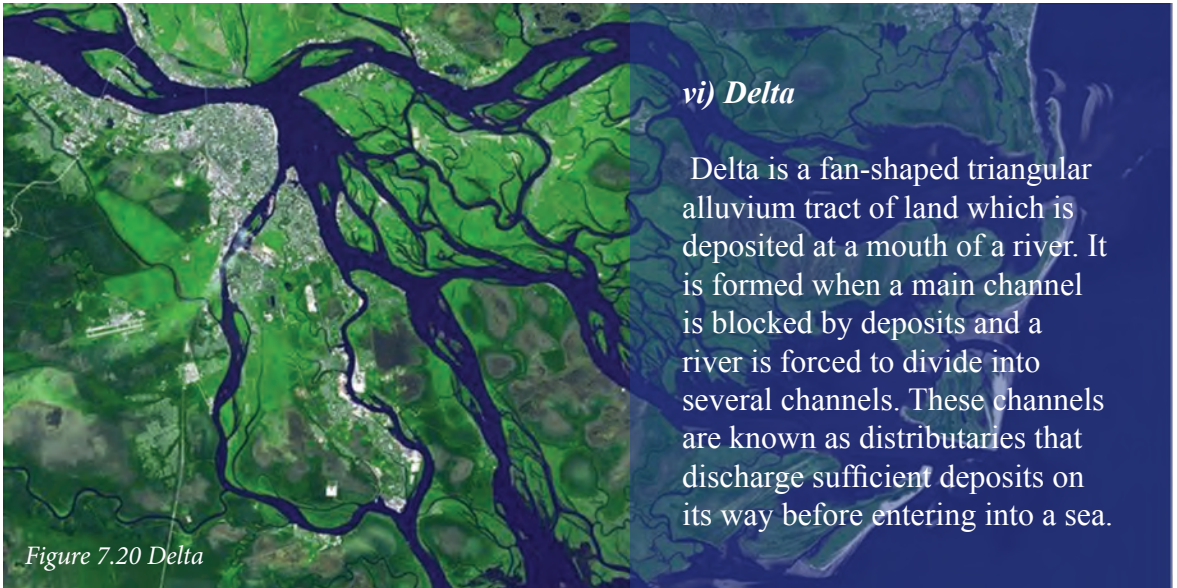 vi) Delta
Delta is a fan-shaped triangular
alluvium tract of land which is
deposited at a mouth of a river. It
is formed when a main channel
is blocked by deposits and a
river is forced to divide into
several channels. These channels
are known as distributaries that
discharge sufficient deposits on
its way before entering into a sea.
Figure 7.20 Delta